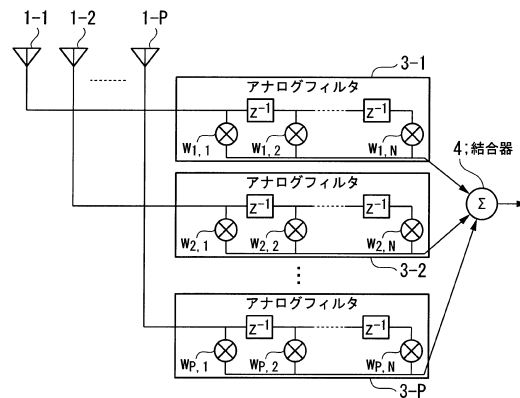 1-1 1-2 1-P
3-1
アナログフィルタ
z⁻¹ z⁻¹
W1,1 W1,2 W1,N
4;結合器
Σ
アナログフィルタ
z⁻¹ z⁻¹
W2,1 W2,2 W2,N
3-2
アナログフィルタ
z⁻¹ z⁻¹
WP,1 WP,2 WP,N
3-P